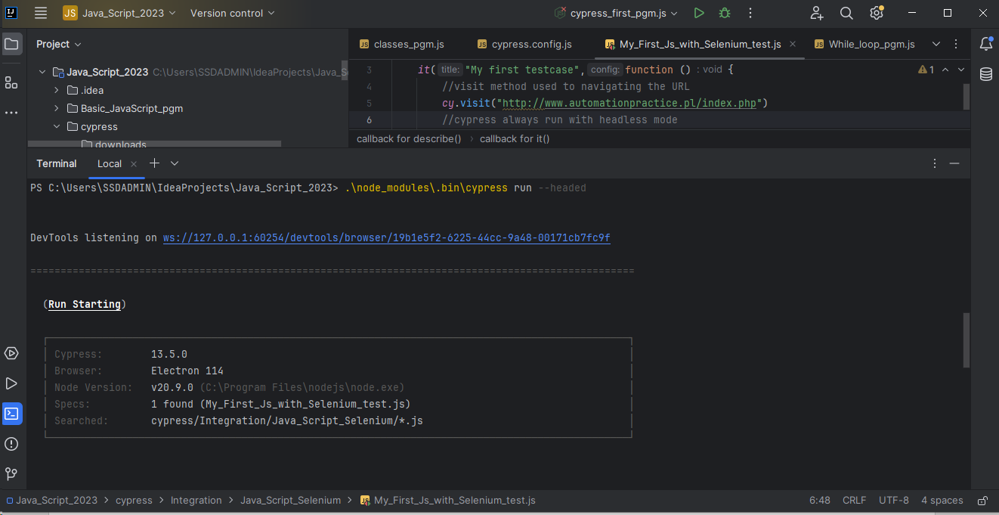 JS Java_Script_2023 Version control cypress_first_pgm.js
Project
JS classes_pgm.js JS cypress.config.js JS My_First_Js_with_Selenium_test.js JS While_loop_pgm.js
Java_Script_2023 C:\Users\SSDADMIN\IdeaProjects\Java_S
.idea
Basic_JavaScript_pgm
cypress
downloads
3 it( title: "My first testcase", config: function () : void { 1
4 //visit method used to navigating the URL
5 cy.visit("http://www.automationpractice.pl/index.php")
6 //cypress always run with headless mode
callback for describe() callback for it()
Terminal Local
PS C:\Users\SSDADMIN\IdeaProjects\Java_Script_2023> .\node_modules\.bin\cypress run --headed
DevTools listening on ws://127.0.0.1:60254/devtools/browser/19b1e5f2-6225-44cc-9a48-00171cb7fc9f
====================================================================================================
(Run Starting)
Cypress: 13.5.0
Browser: Electron 114
Node Version: v20.9.0 (C:\Program Files\nodejs\node.exe)
Specs: 1 found (My_First_Js_with_Selenium_test.js)
Searched: cypress/Integration/Java_Script_Selenium/*.js
Java_Script_2023 > cypress > Integration > Java_Script_Selenium > JS My_First_Js_with_Selenium_test.js 6:48 CRLF UTF-8 4 spaces